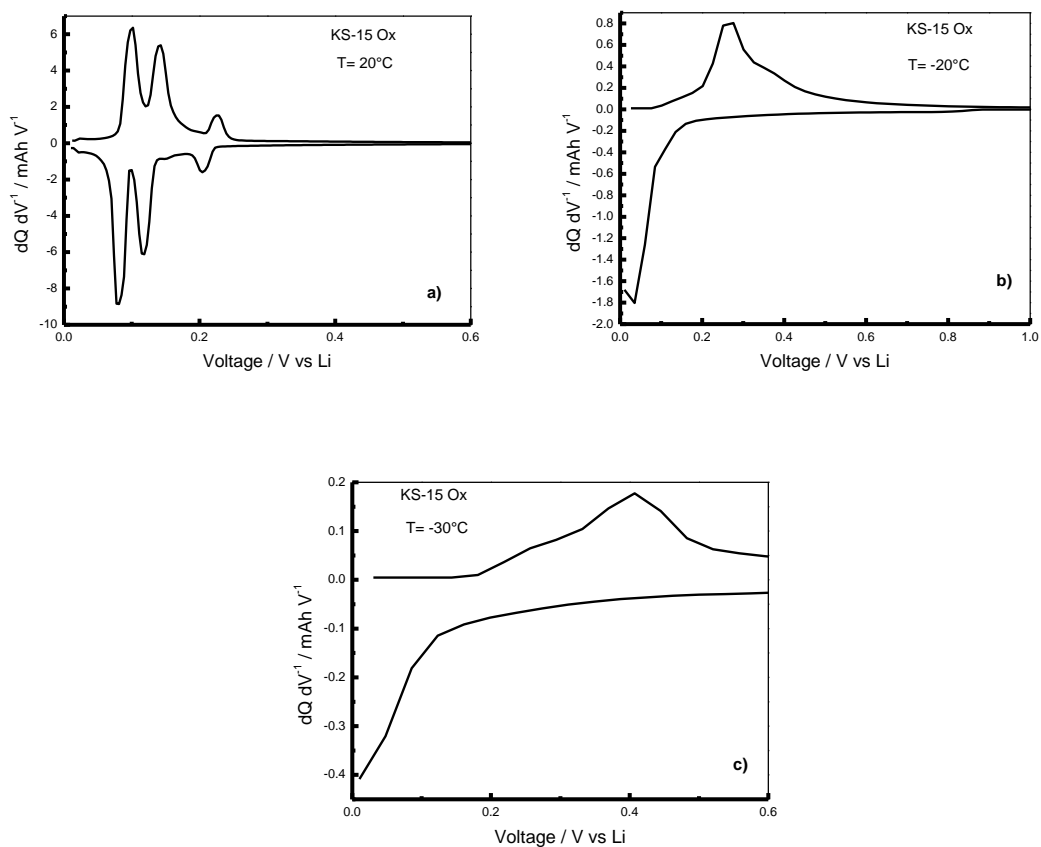 KS-15 Ox
T= 20°C
6
4
2
0
-2
-4
-6
-8
-10
dQ dV⁻¹ / mAh V⁻¹
a)
0.0 0.2 0.4 0.6
Voltage / V vs Li
KS-15 Ox
T= -20°C
0.8
0.6
0.4
0.2
0.0
-0.2
-0.4
-0.6
-0.8
-1.0
-1.2
-1.4
-1.6
-1.8
-2.0
dQ dV⁻¹ / mAh V⁻¹
b)
0.0 0.2 0.4 0.6 0.8 1.0
Voltage / V vs Li
KS-15 Ox
T= -30°C
0.2
0.1
0.0
-0.1
-0.2
-0.3
-0.4
dQ dV⁻¹ / mAh V⁻¹
c)
0.0 0.2 0.4 0.6
Voltage / V vs Li